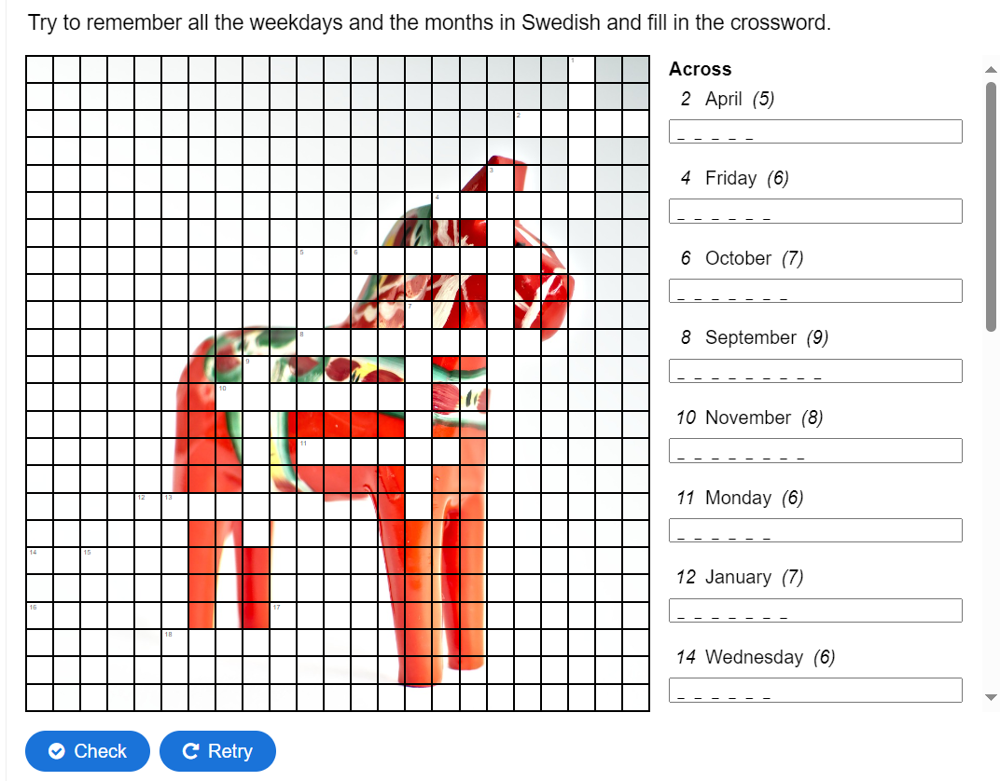 Try to remember all the weekdays and the months in Swedish and fill in the crossword.
1
2
3
4
5 6
7
8
9
10
11
12 13
14 15
16 17
18
Across
2 April (5)
_ _ _ _ _
4 Friday (6)
_ _ _ _ _ _
6 October (7)
_ _ _ _ _ _ _
8 September (9)
_ _ _ _ _ _ _ _ _
10 November (8)
_ _ _ _ _ _ _ _
11 Monday (6)
_ _ _ _ _ _
12 January (7)
_ _ _ _ _ _ _
14 Wednesday (6)
_ _ _ _ _ _
Check Retry